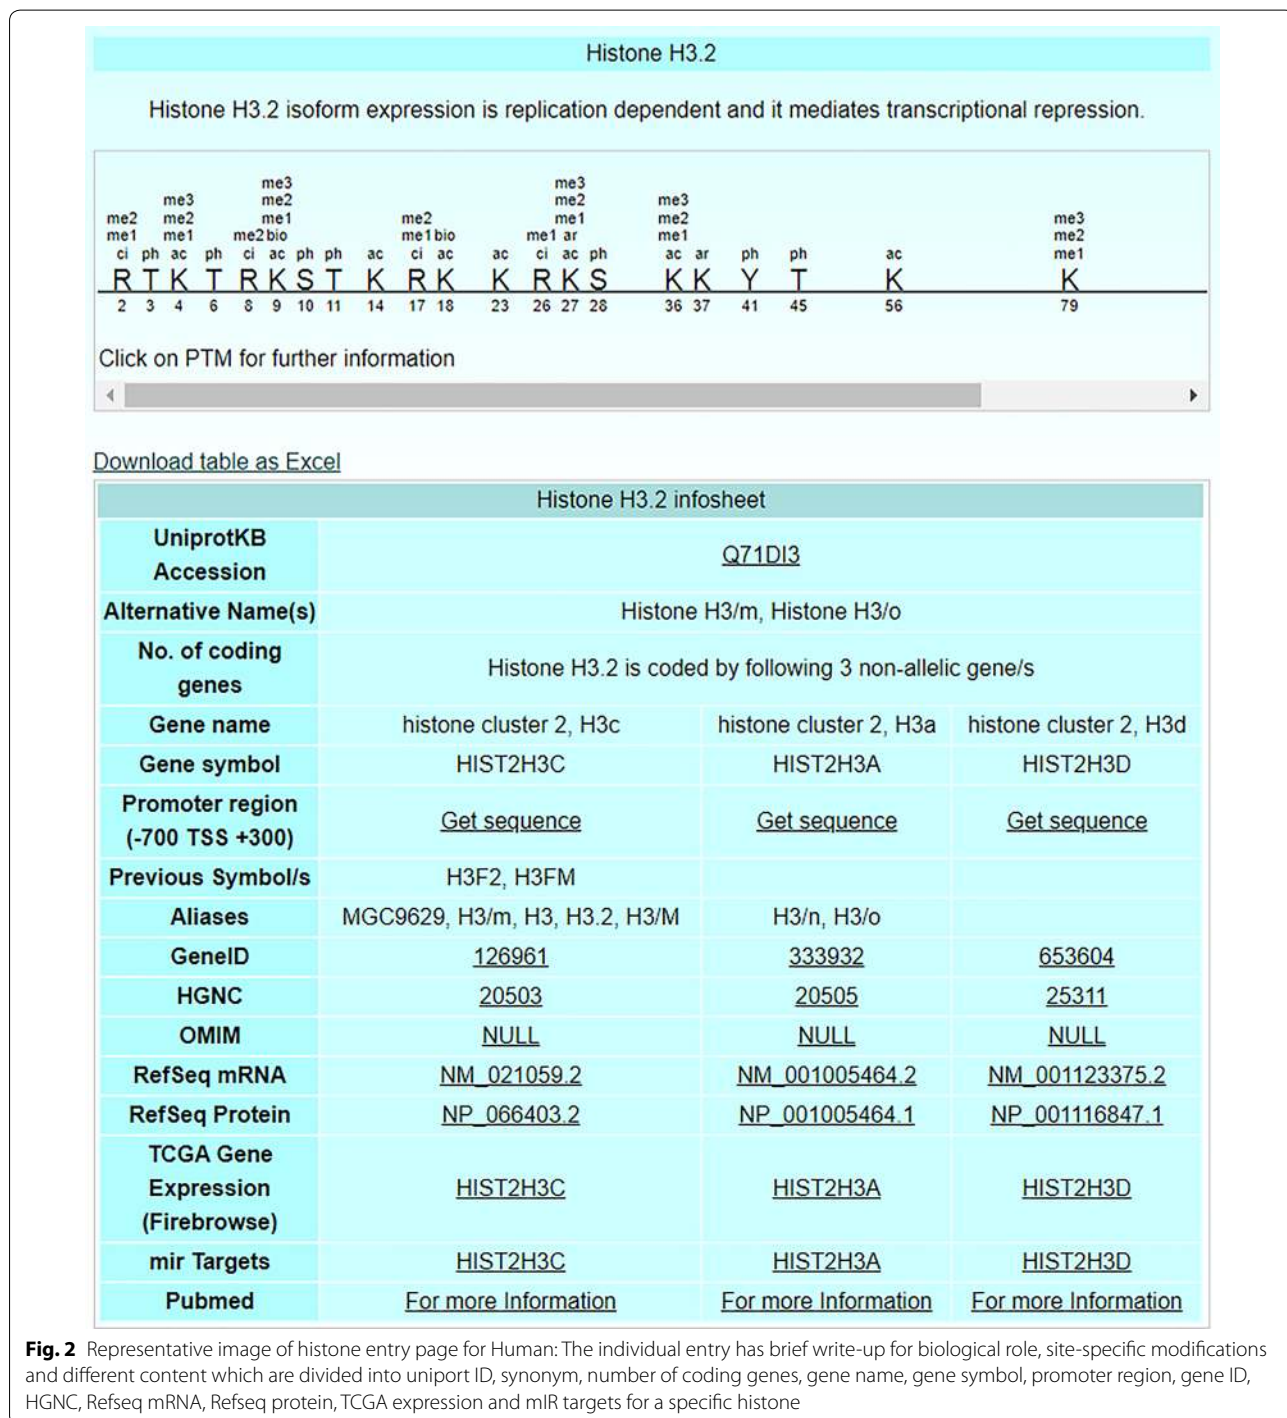 Histone H3.2
Histone H3.2 isoform expression is replication dependent and it mediates transcriptional repression.
me3 me3
me3 me2 me2 me3 me3
me2 me2 me1 me2 me1 me2 me2
me1 me1 me2 bio me1 bio me1 ar me1 me1
ci ph ac ph ci ac ph ph ac ci ac ac ci ac ph ac ar ph ph ac me1
R T K T R K S T K R K K R K S K K Y T K K
2 3 4 6 8 9 10 11 14 17 18 23 26 27 28 36 37 41 45 56 79
Click on PTM for further information
Download table as Excel
Histone H3.2 infosheet
UniprotKB Accession Q71DI3
Alternative Name(s) Histone H3/m, Histone H3/o
No. of coding genes Histone H3.2 is coded by following 3 non-allelic gene/s
Gene name histone cluster 2, H3c histone cluster 2, H3a histone cluster 2, H3d
Gene symbol HIST2H3C HIST2H3A HIST2H3D
Promoter region (-700 TSS +300) Get sequence Get sequence Get sequence
Previous Symbol/s H3F2, H3FM
Aliases MGC9629, H3/m, H3, H3.2, H3/M H3/n, H3/o
GeneID 126961 333932 653604
HGNC 20503 20505 25311
OMIM NULL NULL NULL
RefSeq mRNA NM_021059.2 NM_001005464.2 NM_001123375.2
RefSeq Protein NP_066403.2 NP_001005464.1 NP_001116847.1
TCGA Gene Expression (Firebrowse) HIST2H3C HIST2H3A HIST2H3D
mir Targets HIST2H3C HIST2H3A HIST2H3D
Pubmed For more Information For more Information For more Information
Fig. 2 Representative image of histone entry page for Human: The individual entry has brief write-up for biological role, site-specific modifications
and different content which are divided into uniport ID, synonym, number of coding genes, gene name, gene symbol, promoter region, gene ID,
HGNC, Refseq mRNA, Refseq protein, TCGA expression and mIR targets for a specific histone